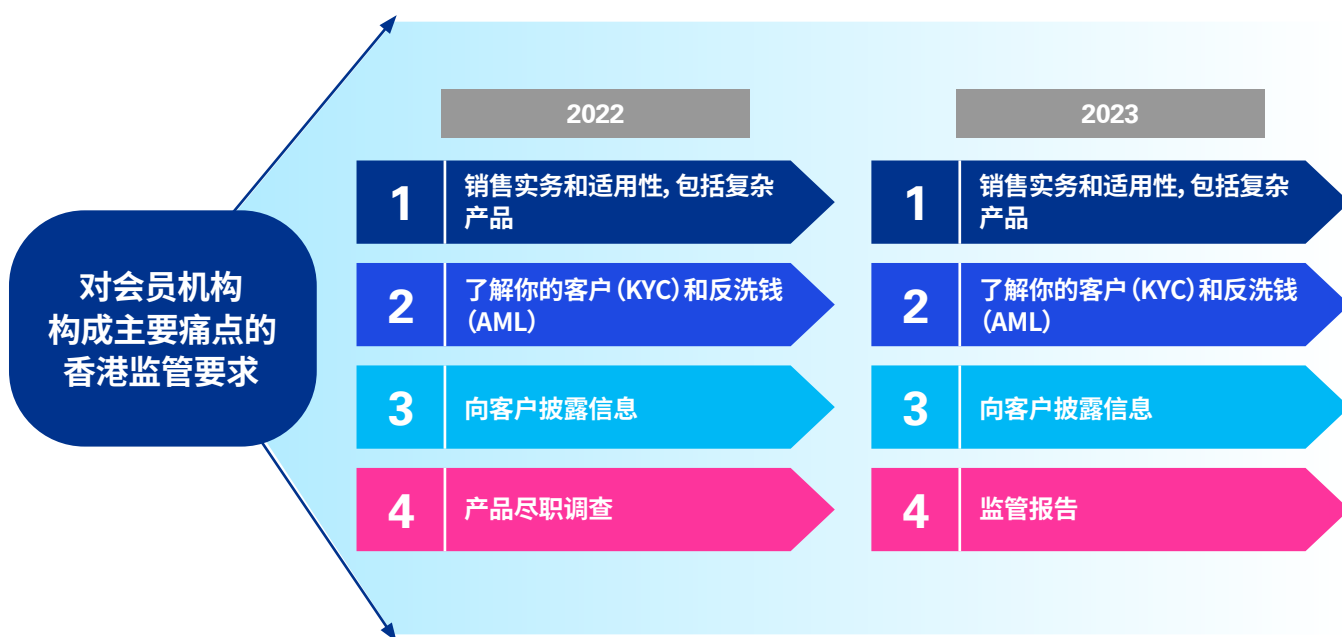 对会员机构
构成主要痛点的
香港监管要求
2022
1
销售实务和适用性, 包括复杂
产品
2
了解你的客户（KYC）和反洗钱
（AML）
3
向客户披露信息
4
产品尽职调查
2023
1
销售实务和适用性, 包括复杂
产品
2
了解你的客户（KYC）和反洗钱
（AML）
3
向客户披露信息
4
监管报告